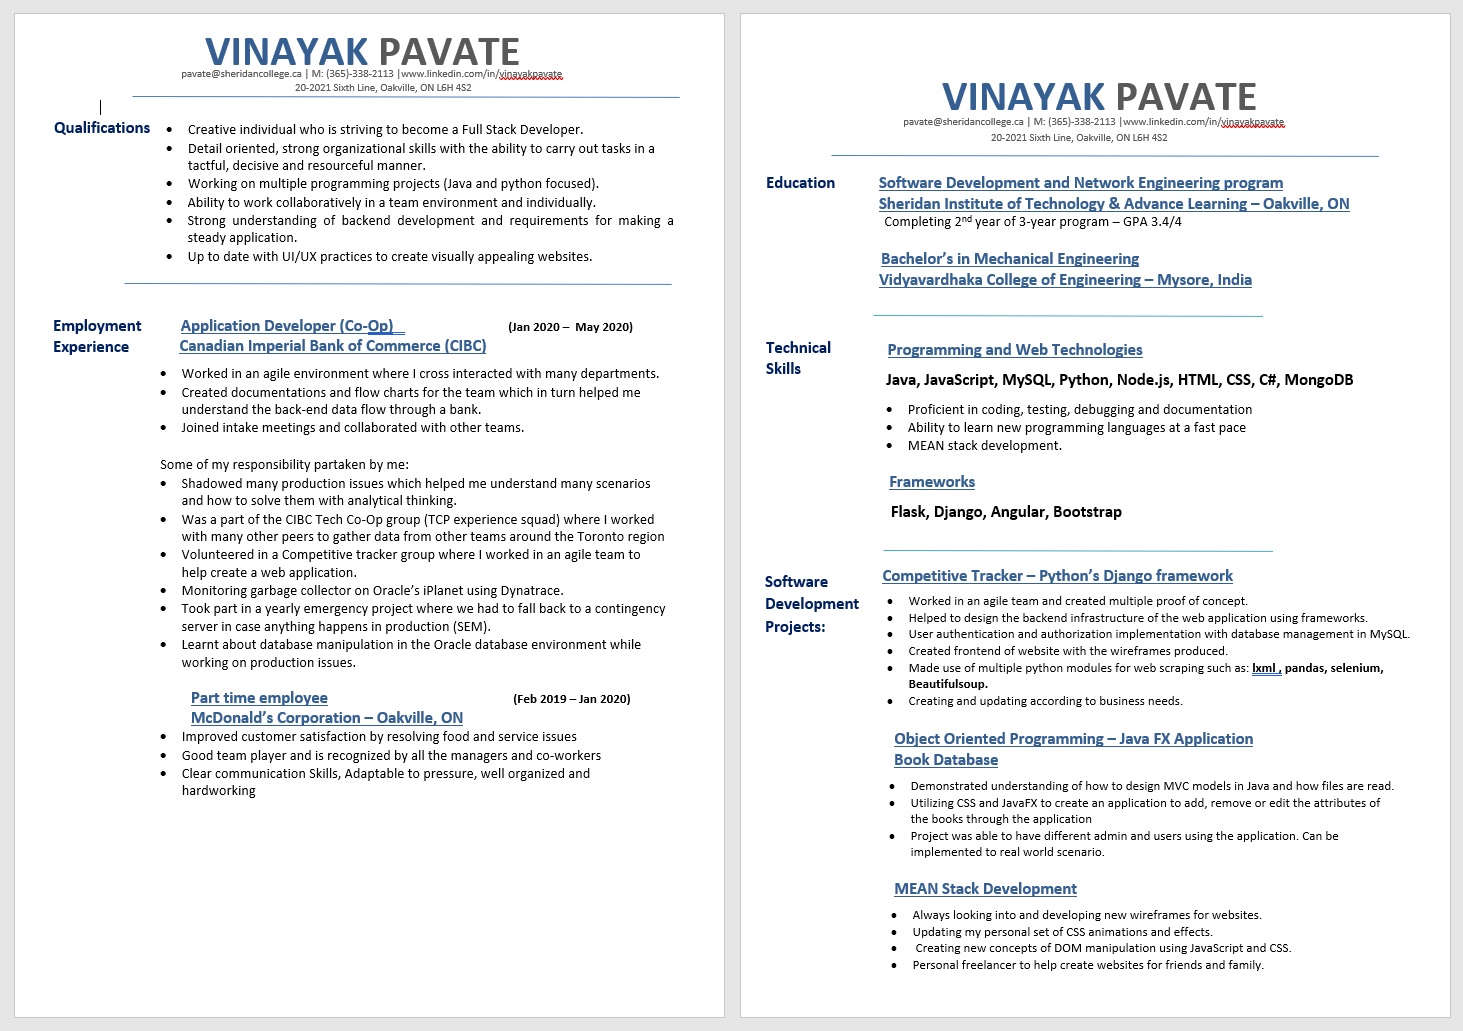 VINAYAK PAVATE
pavate@sheridancollege.ca | M: (365)-338-2113 |www.linkedin.com/in/vinayakpavate
20-2021 Sixth Line, Oakville, ON L6H 4S2
Qualifications
• Creative individual who is striving to become a Full Stack Developer.
• Detail oriented, strong organizational skills with the ability to carry out tasks in a
tactful, decisive and resourceful manner.
• Working on multiple programming projects (Java and python focused).
• Ability to work collaboratively in a team environment and individually.
• Strong understanding of backend development and requirements for making a
steady application.
• Up to date with UI/UX practices to create visually appealing websites.
Employment
Experience
Application Developer (Co-Op) (Jan 2020 – May 2020)
Canadian Imperial Bank of Commerce (CIBC)
• Worked in an agile environment where I cross interacted with many departments.
• Created documentations and flow charts for the team which in turn helped me
understand the back-end data flow through a bank.
• Joined intake meetings and collaborated with other teams.
Some of my responsibility partaken by me:
• Shadowed many production issues which helped me understand many scenarios
and how to solve them with analytical thinking.
• Was a part of the CIBC Tech Co-Op group (TCP experience squad) where I worked
with many other peers to gather data from other teams around the Toronto region
• Volunteered in a Competitive tracker group where I worked in an agile team to
help create a web application.
• Monitoring garbage collector on Oracle's iPlanet using Dynatrace.
• Took part in a yearly emergency project where we had to fall back to a contingency
server in case anything happens in production (SEM).
• Learnt about database manipulation in the Oracle database environment while
working on production issues.
Part time employee (Feb 2019 – Jan 2020)
McDonald's Corporation – Oakville, ON
• Improved customer satisfaction by resolving food and service issues
• Good team player and is recognized by all the managers and co-workers
• Clear communication Skills, Adaptable to pressure, well organized and
hardworking
VINAYAK PAVATE
pavate@sheridancollege.ca | M: (365)-338-2113 |www.linkedin.com/in/vinayakpavate
20-2021 Sixth Line, Oakville, ON L6H 4S2
Education
Software Development and Network Engineering program
Sheridan Institute of Technology & Advance Learning – Oakville, ON
Completing 2nd year of 3-year program – GPA 3.4/4
Bachelor's in Mechanical Engineering
Vidyavardhaka College of Engineering – Mysore, India
Technical
Skills
Programming and Web Technologies
Java, JavaScript, MySQL, Python, Node.js, HTML, CSS, C#, MongoDB
• Proficient in coding, testing, debugging and documentation
• Ability to learn new programming languages at a fast pace
• MEAN stack development.
Frameworks
Flask, Django, Angular, Bootstrap
Software
Development
Projects:
Competitive Tracker – Python's Django framework
• Worked in an agile team and created multiple proof of concept.
• Helped to design the backend infrastructure of the web application using frameworks.
• User authentication and authorization implementation with database management in MySQL.
• Created frontend of website with the wireframes produced.
• Made use of multiple python modules for web scraping such as: lxml , pandas, selenium,
Beautifulsoup.
• Creating and updating according to business needs.
Object Oriented Programming – Java FX Application
Book Database
• Demonstrated understanding of how to design MVC models in Java and how files are read.
• Utilizing CSS and JavaFX to create an application to add, remove or edit the attributes of
the books through the application
• Project was able to have different admin and users using the application. Can be
implemented to real world scenario.
MEAN Stack Development
• Always looking into and developing new wireframes for websites.
• Updating my personal set of CSS animations and effects.
• Creating new concepts of DOM manipulation using JavaScript and CSS.
• Personal freelancer to help create websites for friends and family.